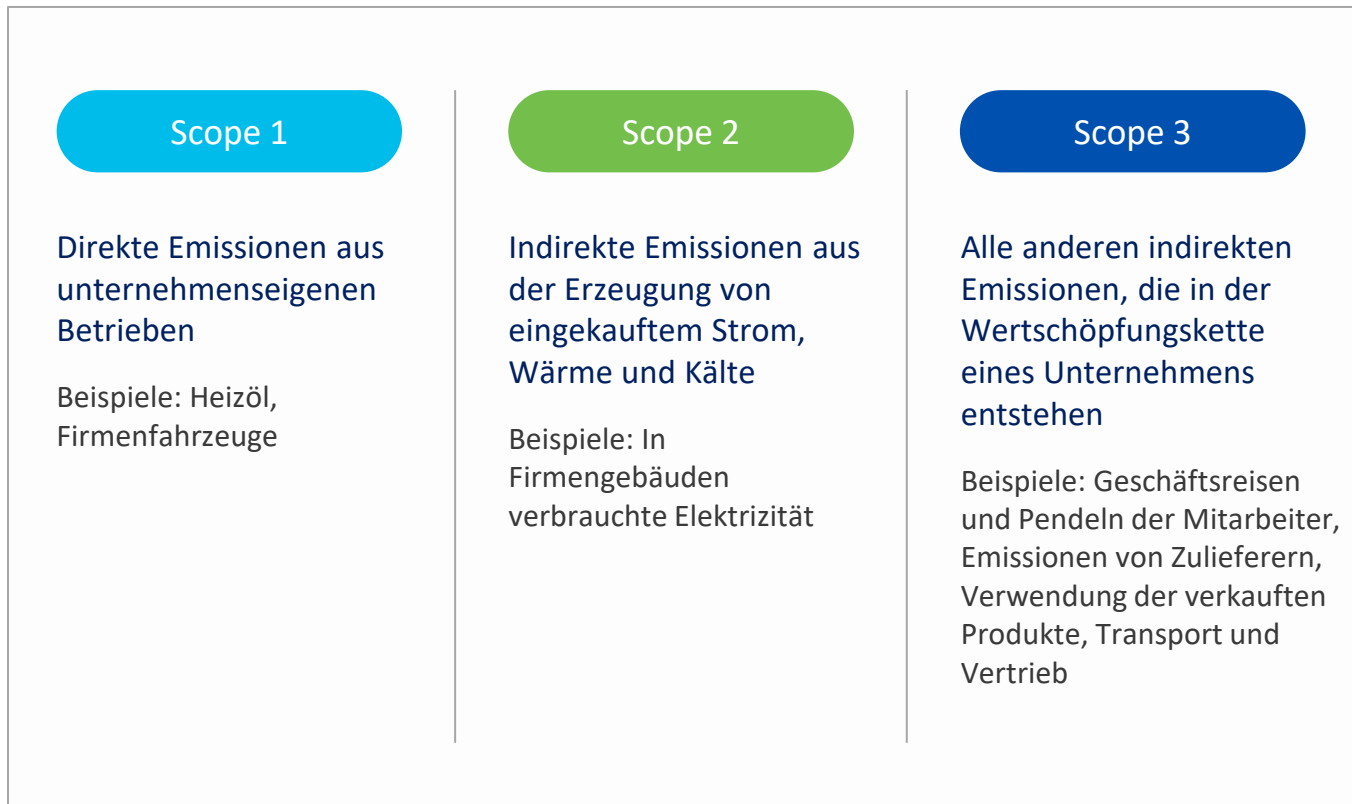 Scope 1
Direkte Emissionen aus
unternehmenseigenen
Betrieben
Beispiele: Heizöl,
Firmenfahrzeuge
Scope 2
Indirekte Emissionen aus
der Erzeugung von
eingekauftem Strom,
Wärme und Kälte
Beispiele: In
Firmengebäuden
verbrauchte Elektrizität
Scope 3
Alle anderen indirekten
Emissionen, die in der
Wertschöpfungskette
eines Unternehmens
entstehen
Beispiele: Geschäftsreisen
und Pendeln der Mitarbeiter,
Emissionen von Zulieferern,
Verwendung der verkauften
Produkte, Transport und
Vertrieb